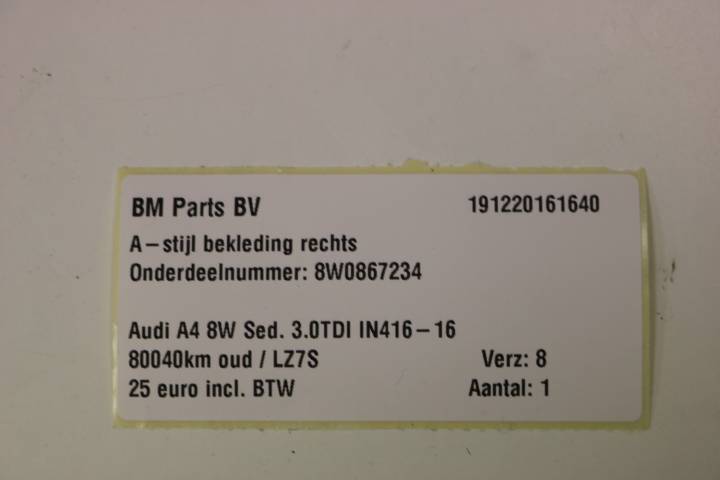 BM Parts BV 191220161640
A-stijl bekleding rechts
Onderdeelnummer: 8W0867234
Audi A4 8W Sed. 3.0TDI IN416-16
80040km oud / LZ7S Verz: 8
25 euro incl. BTW Aantal: 1